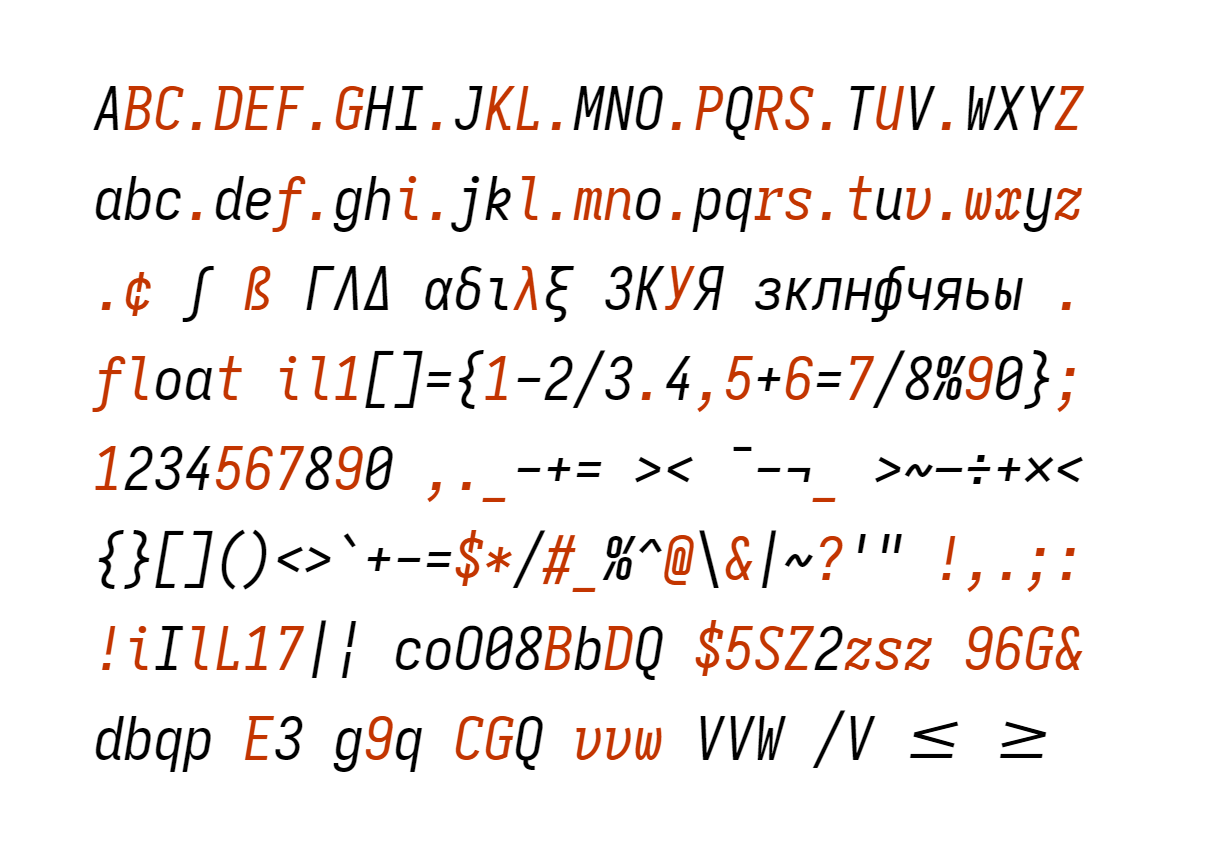 ABC.DEF.GHI.JKL.MNO.PQRS.TUV.WXYZ
abc.def.ghi.jkl.mno.pqrs.tuv.wxyz
.¢ ∫ ß ΓΛΔ αδιλξ ЗКУЯ зклнфчяьы .
float il1[]={1-2/3.4,5+6=7/8%90};
1234567890 ,._-+= >< ¯-¬_ >~–÷+×<
{}[]()<>`+-=$*/#_%^@\&|~?'" !,.;:
!iIlL17|¦ coO08BbDQ $5SZ2zsz 96G&
dbqp E3 g9q CGQ vvw VVW /V ≤ ≥